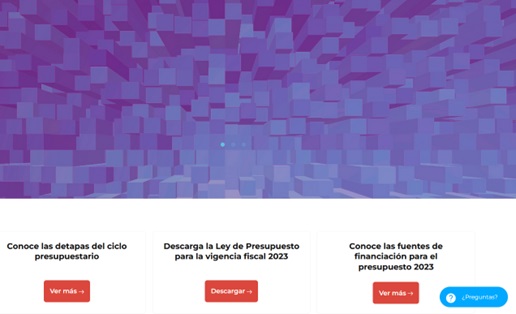 Conoce las detapas del ciclo
presupuestario
Ver más →
Descarga la Ley de Presupuesto
para la vigencia fiscal 2023
Descargar →
Conoce las fuentes de
financiación para el
presupuesto 2023
Ver más →
? ¿Preguntas?